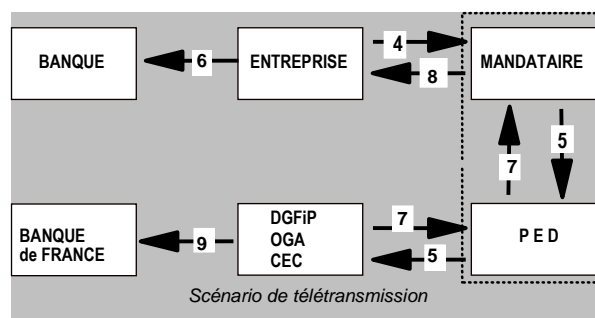 BANQUE
6
ENTREPRISE
4
8
MANDATAIRE
7
5
BANQUE
de FRANCE
9
DGFiP
OGA
CEC
7
5
P E D
Scénario de télétransmission